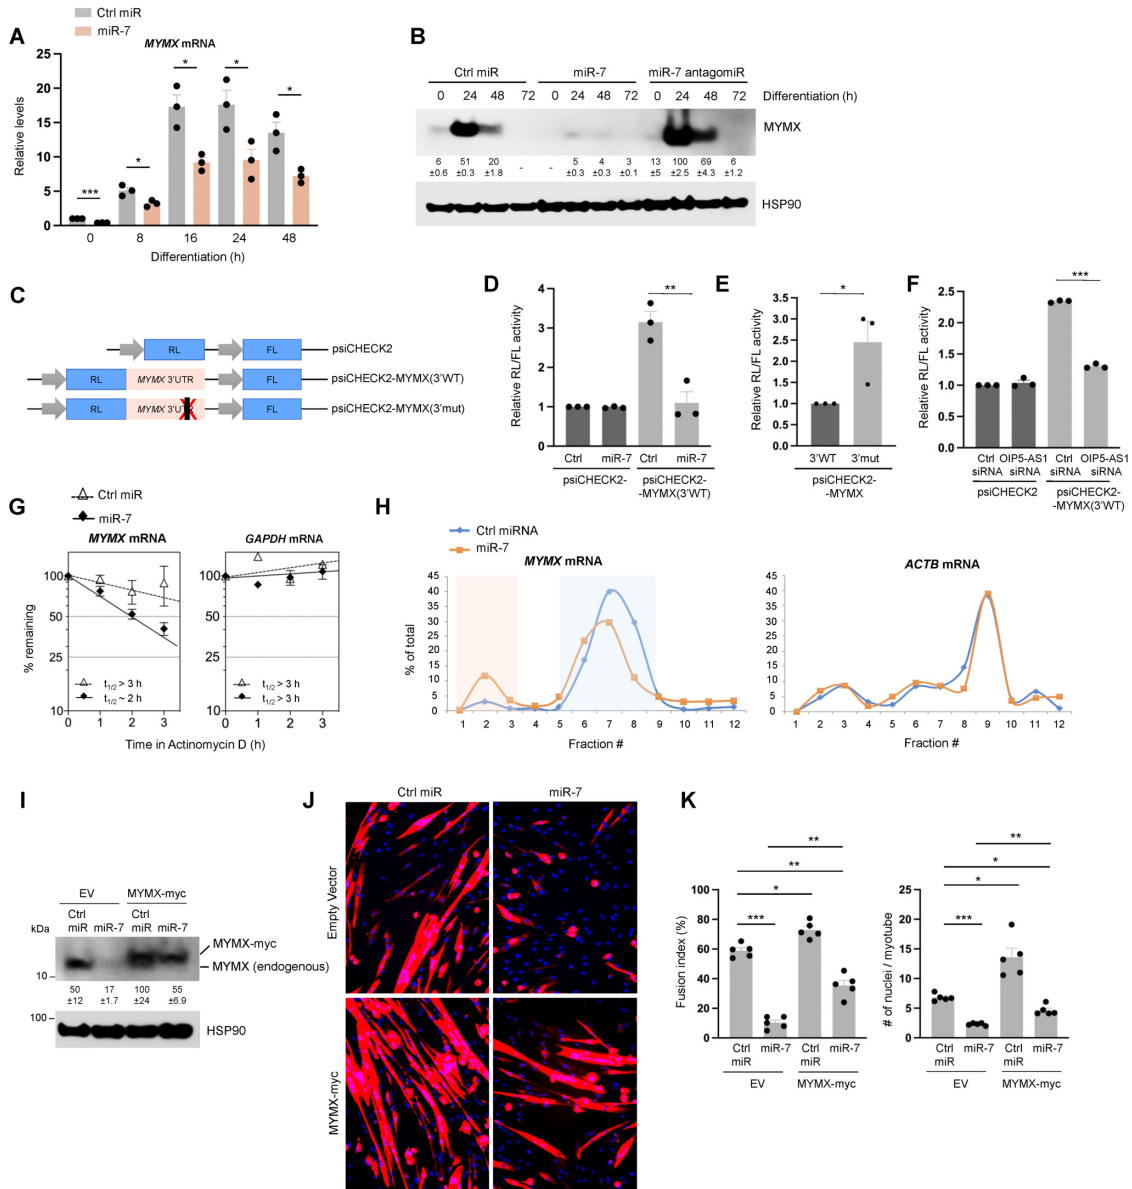 Ctrl miR
miR-7
A
MYMX mRNA
Relative levels
25
20
15
10
5
0
***
*
*
*
*
0 8 16 24 48
Differentiation (h)
B
Ctrl miR miR-7 miR-7 antagomiR
0 24 48 72 0 24 48 72 0 24 48 72 Differentiation (h)
MYMX
6 51 20 - - 5 4 3 13 100 69 6
±0.6 ±0.3 ±1.8 ±0.3 ±0.3 ±0.1 ±5 ±2.5 ±4.3 ±1.2
HSP90
C
RL FL psiCHECK2
RL MYMX 3'UTR FL psiCHECK2-MYMX(3'WT)
RL MYMX 3'UTR FL psiCHECK2-MYMX(3'mut)
D
Relative RL/FL activity
4
3
2
1
0
**
Ctrl miR-7 Ctrl miR-7
psiCHECK2- psiCHECK2-
-MYMX(3'WT)
E
Relative RL/FL activity
3.5
3.0
2.5
2.0
1.5
1.0
0.5
0.0
*
3'WT 3'mut
psiCHECK2-
-MYMX
F
Relative RL/FL activity
2.5
2.0
1.5
1.0
0.5
0.0
***
Ctrl OIP5-AS1 Ctrl OIP5-AS1
siRNA siRNA siRNA siRNA
psiCHECK2 psiCHECK2-
-MYMX(3'WT)
G
Ctrl miR
miR-7
MYMX mRNA
% remaining
100
50
25
10
t1/2 > 3 h
t1/2 ~ 2 h
0 1 2 3
GAPDH mRNA
100
50
25
10
t1/2 > 3 h
t1/2 > 3 h
0 1 2 3
Time in Actinomycin D (h)
H
Ctrl miRNA
miR-7
MYMX mRNA
% of total
45
40
35
30
25
20
15
10
5
0
1 2 3 4 5 6 7 8 9 10 11 12
Fraction #
ACTB mRNA
45
40
35
30
25
20
15
10
5
0
1 2 3 4 5 6 7 8 9 10 11 12
Fraction #
I
EV MYMX-myc
Ctrl Ctrl
kDa miR miR-7 miR miR-7
MYMX-myc
MYMX (endogenous)
10
50 17 100 55
±12 ±1.7 ±24 ±6.9
100
HSP90
J
Ctrl miR miR-7
Empty Vector
MYMX-myc
K
**
**
*
***
Fusion index (%)
100
80
60
40
20
0
Ctrl miR-7 Ctrl miR-7
miR miR
EV MYMX-myc
**
*
*
***
# of nuclei / myotube
25
20
15
10
5
0
Ctrl miR-7 Ctrl miR-7
miR miR
EV MYMX-myc